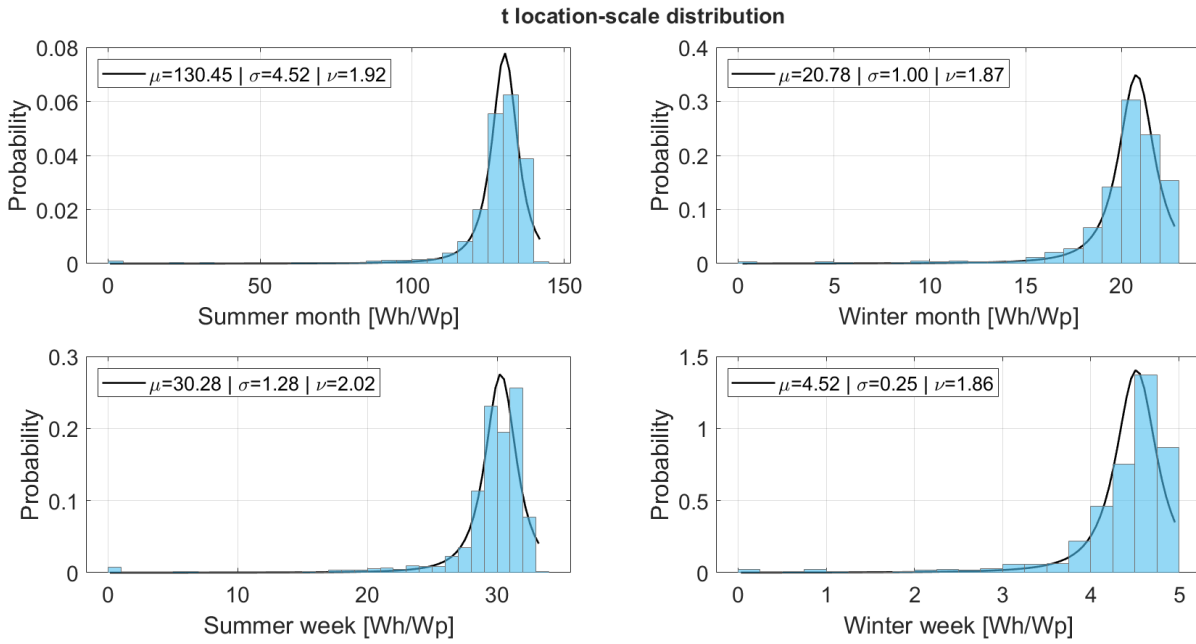 t location-scale distribution
μ=130.45 | σ=4.52 | ν=1.92
Probability
0.08
0.06
0.04
0.02
0
0 50 100 150
Summer month [Wh/Wp]
μ=20.78 | σ=1.00 | ν=1.87
Probability
0.4
0.3
0.2
0.1
0
0 5 10 15 20
Winter month [Wh/Wp]
μ=30.28 | σ=1.28 | ν=2.02
Probability
0.3
0.2
0.1
0
0 10 20 30
Summer week [Wh/Wp]
μ=4.52 | σ=0.25 | ν=1.86
Probability
1.5
1
0.5
0
0 1 2 3 4 5
Winter week [Wh/Wp]